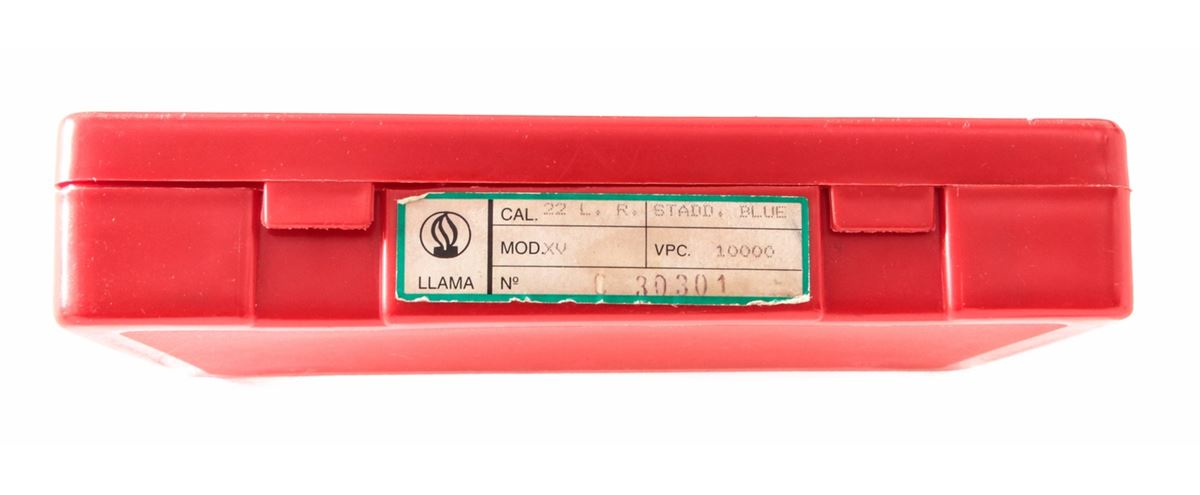 CAL. 22 L. R. STADD. BLUE
MOD. XV VPC. 10000
LLAMA Nº C 30301